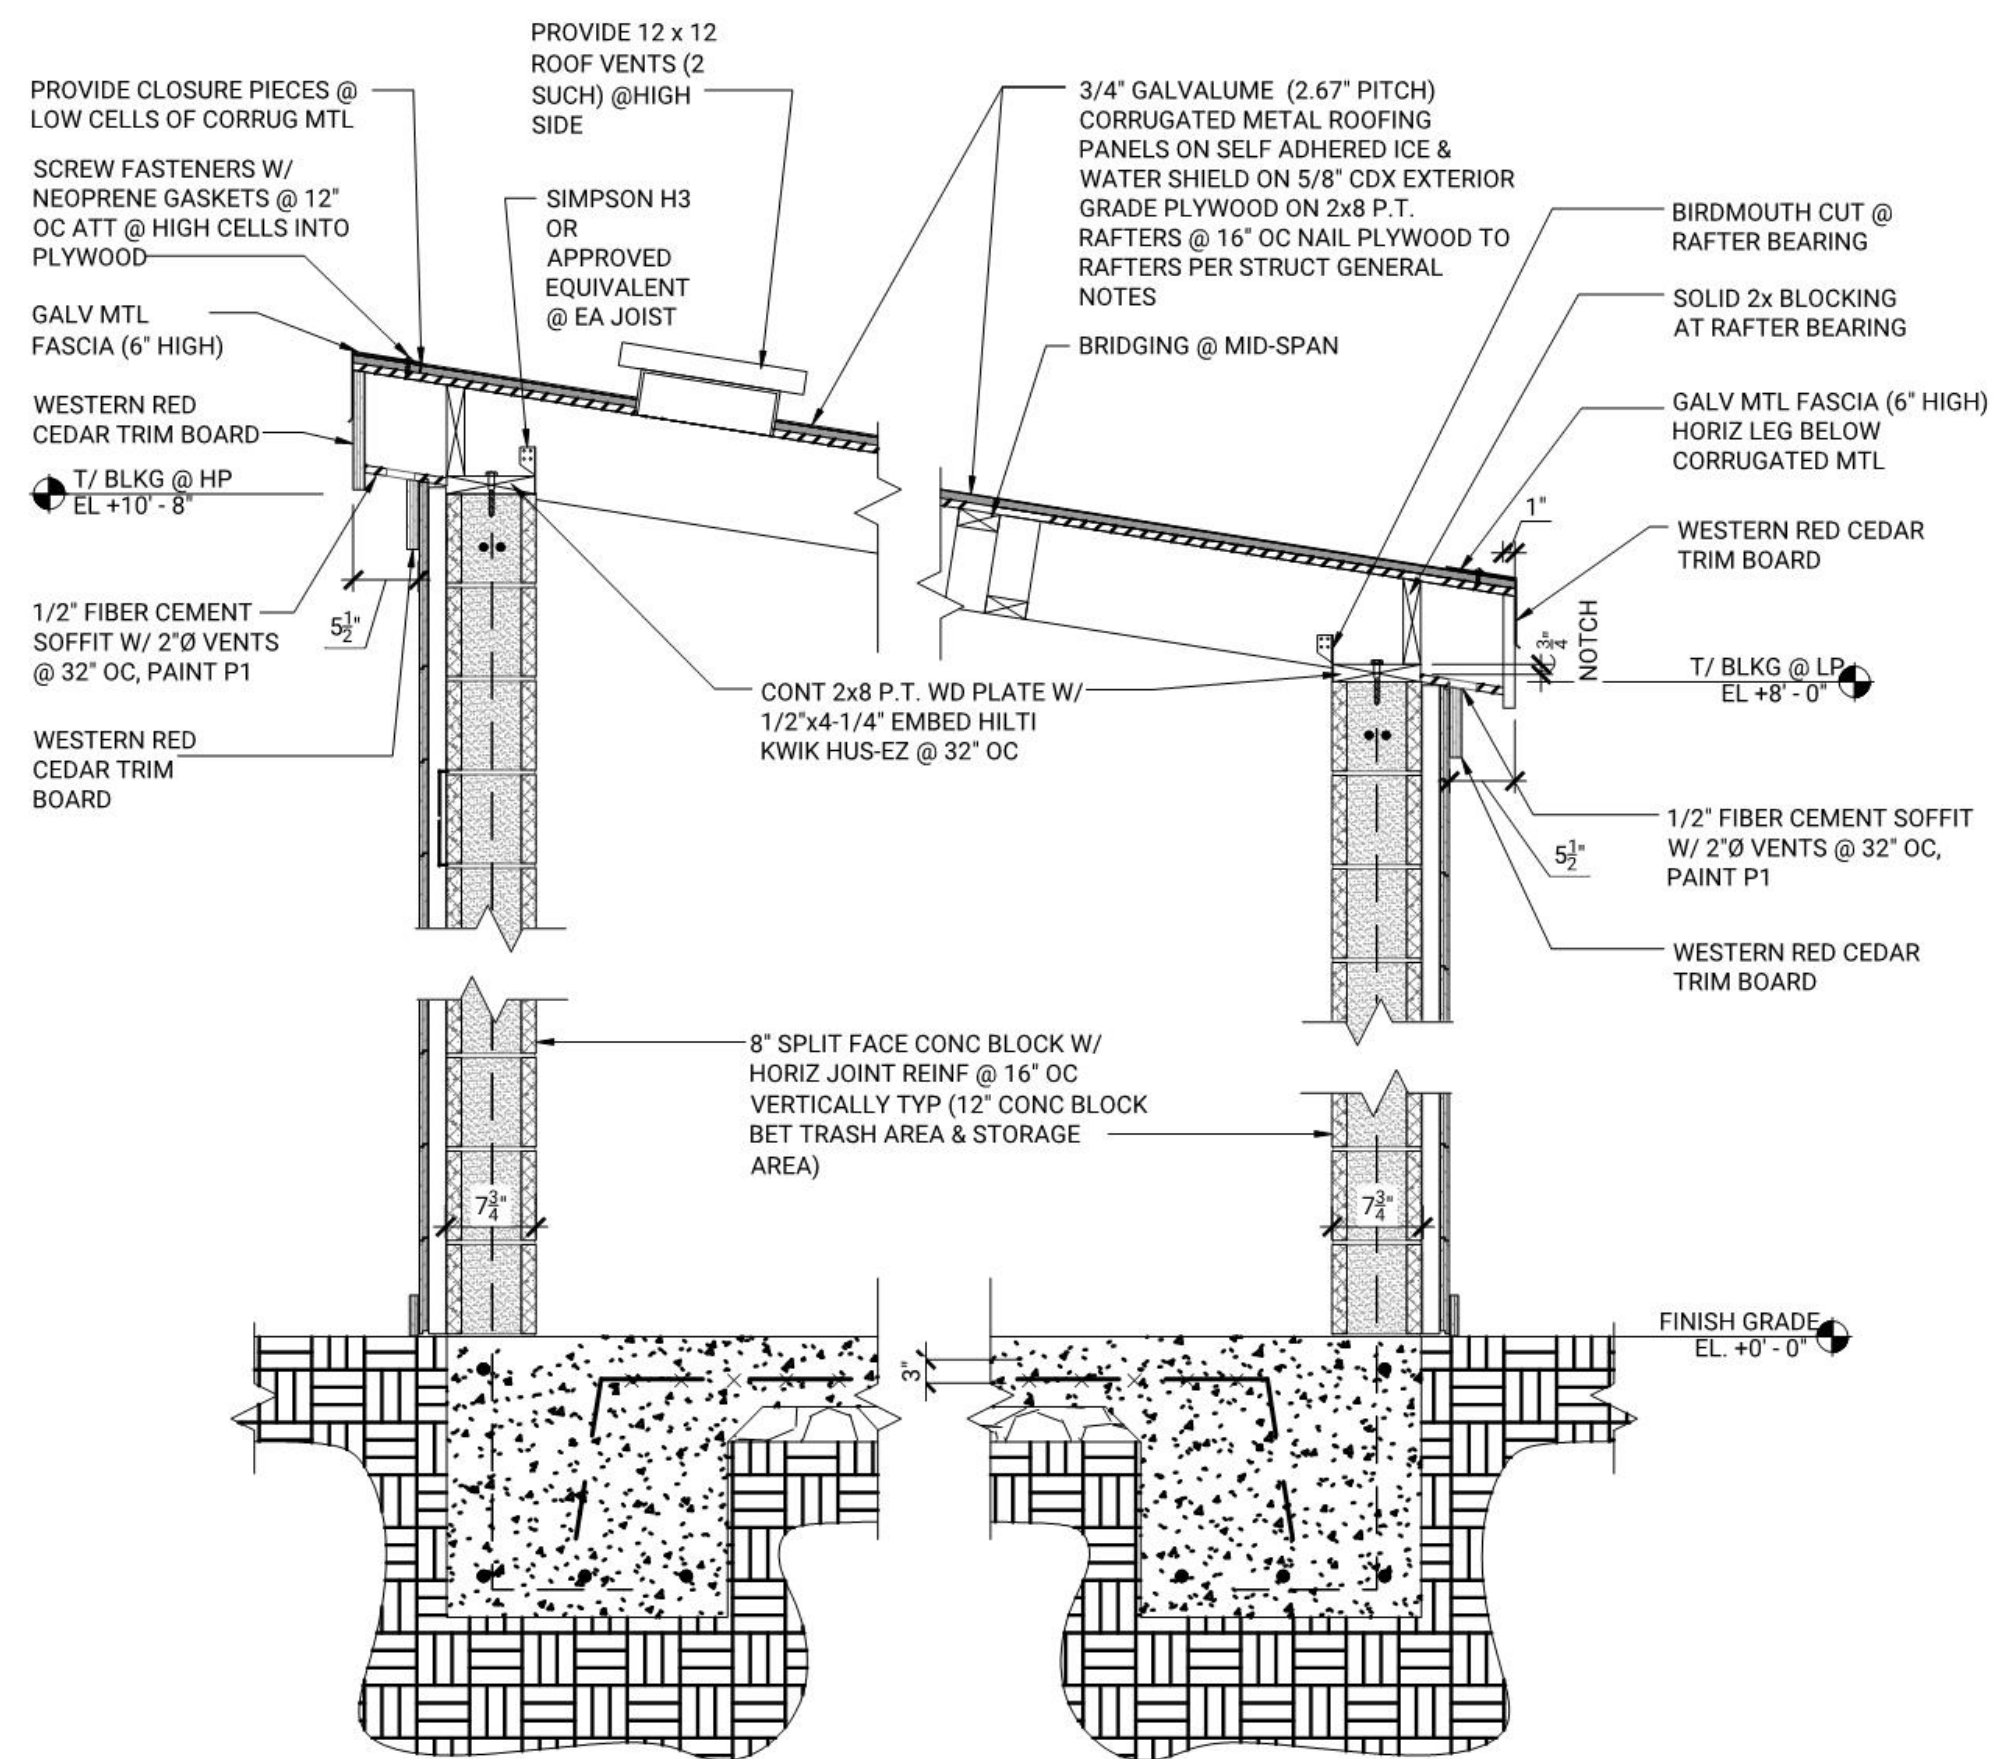 PROVIDE CLOSURE PIECES @
LOW CELLS OF CORRUG MTL
SCREW FASTENERS W/
NEOPRENE GASKETS @ 12"
OC ATT @ HIGH CELLS INTO
PLYWOOD
GALV MTL
FASCIA (6" HIGH)
WESTERN RED
CEDAR TRIM BOARD
T/ BLKG @ HP
EL +10' - 8"
1/2" FIBER CEMENT
SOFFIT W/ 2"Ø VENTS
@ 32" OC, PAINT P1
5 1/2"
WESTERN RED
CEDAR TRIM
BOARD
PROVIDE 12 x 12
ROOF VENTS (2
SUCH) @HIGH
SIDE
SIMPSON H3
OR
APPROVED
EQUIVALENT
@ EA JOIST
3/4" GALVALUME (2.67" PITCH)
CORRUGATED METAL ROOFING
PANELS ON SELF ADHERED ICE &
WATER SHIELD ON 5/8" CDX EXTERIOR
GRADE PLYWOOD ON 2x8 P.T.
RAFTERS @ 16" OC NAIL PLYWOOD TO
RAFTERS PER STRUCT GENERAL
NOTES
BRIDGING @ MID-SPAN
CONT 2x8 P.T. WD PLATE W/
1/2"x4-1/4" EMBED HILTI
KWIK HUS-EZ @ 32" OC
8" SPLIT FACE CONC BLOCK W/
HORIZ JOINT REINF @ 16" OC
VERTICALLY TYP (12" CONC BLOCK
BET TRASH AREA & STORAGE
AREA)
7 3/4"
7 3/4"
3"
BIRDMOUTH CUT @
RAFTER BEARING
SOLID 2x BLOCKING
AT RAFTER BEARING
GALV MTL FASCIA (6" HIGH)
HORIZ LEG BELOW
CORRUGATED MTL
1"
WESTERN RED CEDAR
TRIM BOARD
3/4"
NOTCH
T/ BLKG @ LP
EL +8' - 0"
1/2" FIBER CEMENT SOFFIT
W/ 2"Ø VENTS @ 32" OC,
PAINT P1
5 1/2"
WESTERN RED CEDAR
TRIM BOARD
FINISH GRADE
EL. +0' - 0"